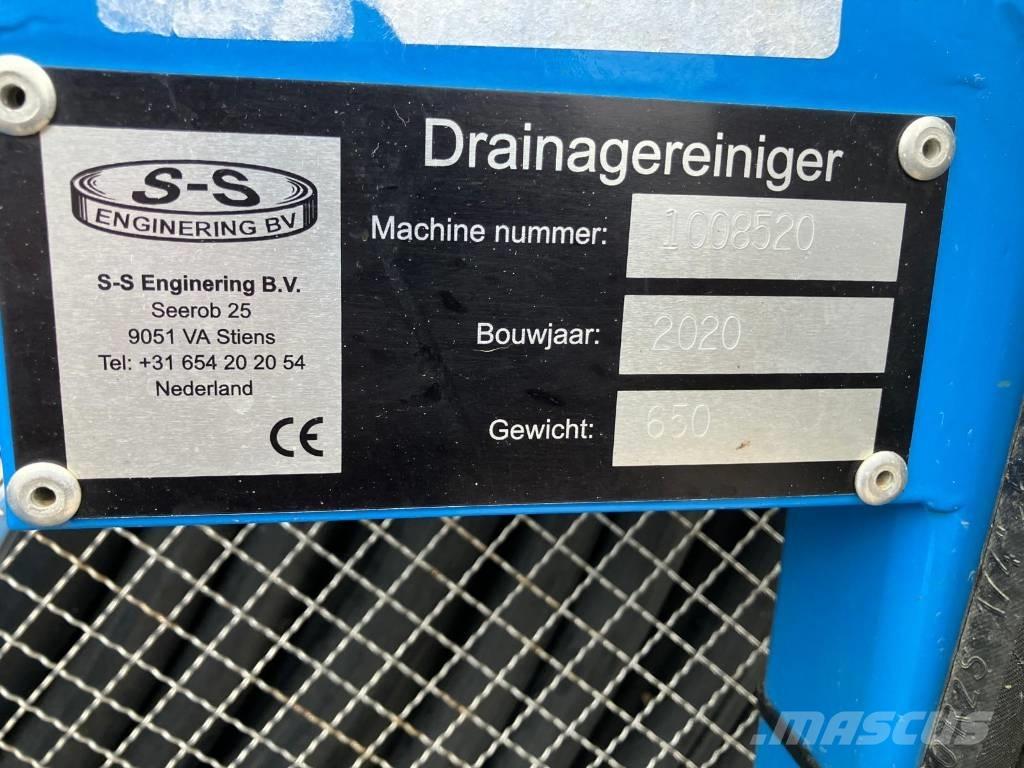 Drainagereiniger
S-S
ENGINERING BV
S-S Enginering B.V.
Seerob 25
9051 VA Stiens
Tel: +31 654 20 20 54
Nederland
CE
Machine nummer: 1008520
Bouwjaar: 2020
Gewicht: 650
MASCUS